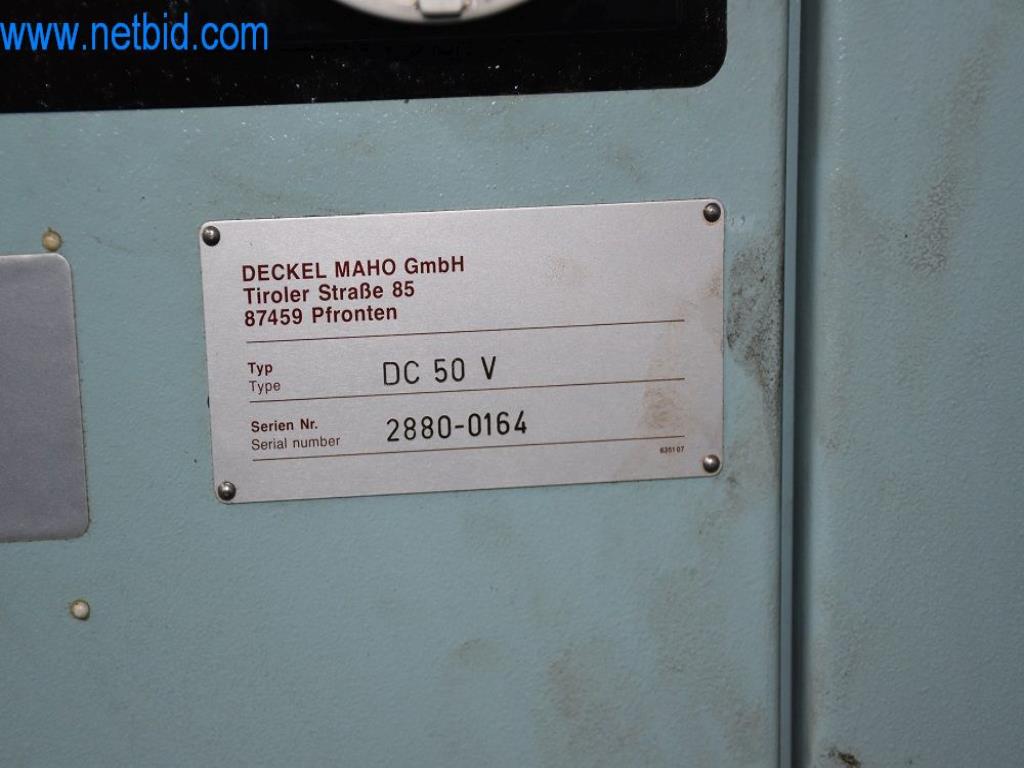 www.netbid.com
DECKEL MAHO GmbH
Tiroler Straße 85
87459 Pfronten
Typ
Type
DC 50 V
Serien Nr.
Serial number
2880-0164
635107